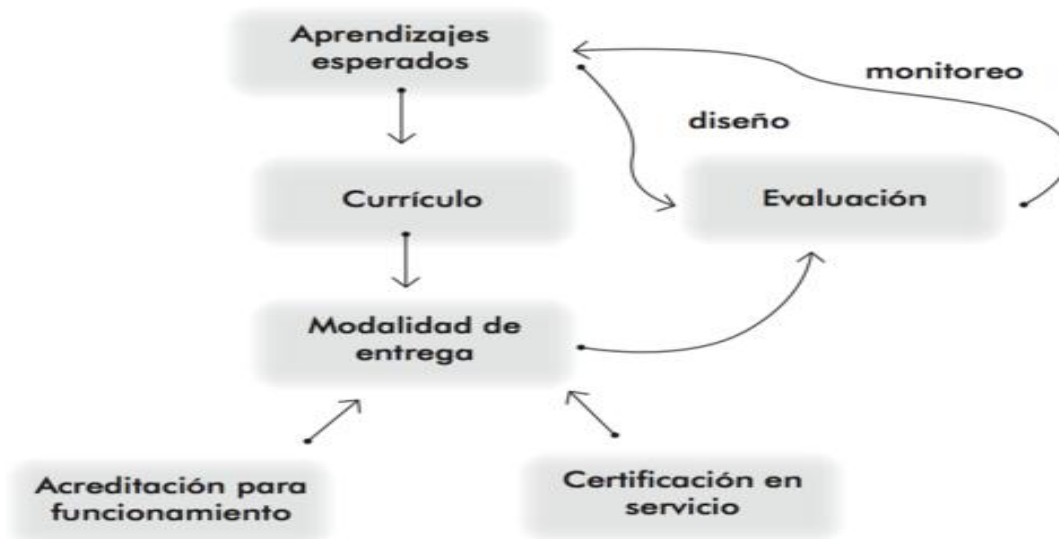 Aprendizajes
esperados
monitoreo
diseño
Currículo
Evaluación
Modalidad de
entrega
Acreditación para
funcionamiento
Certificación en
servicio